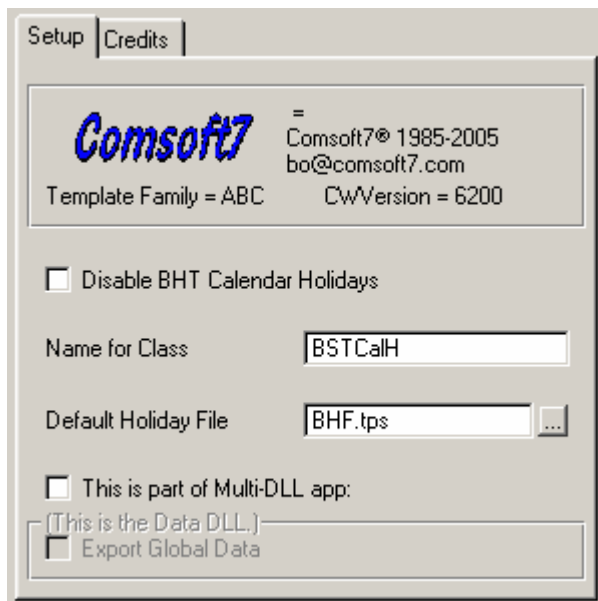 Setup
Credits
=
Comsoft7
Comsoft7® 1985-2005
bo@comsoft7.com
Template Family = ABC
CWVersion = 6200
Disable BHT Calendar Holidays
Name for Class
BSTCalH
Default Holiday File
BHF.tps
...
This is part of Multi-DLL app:
(This is the Data DLL.)
Export Global Data